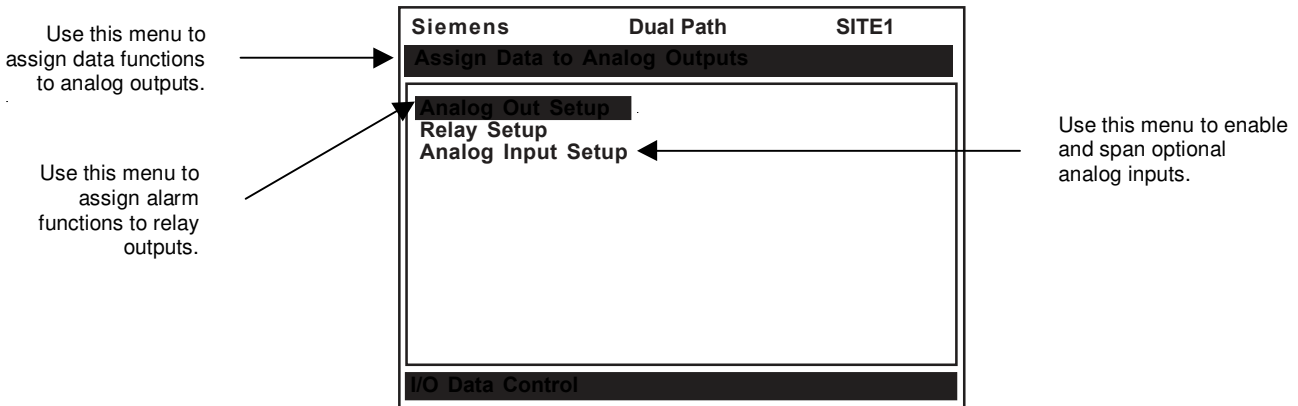 Siemens Dual Path SITE1
Assign Data to Analog Outputs
Analog Out Setup
Relay Setup
Analog Input Setup
I/O Data Control
Use this menu to
assign data functions
to analog outputs.
Use this menu to
assign alarm
functions to relay
outputs.
Use this menu to enable
and span optional
analog inputs.